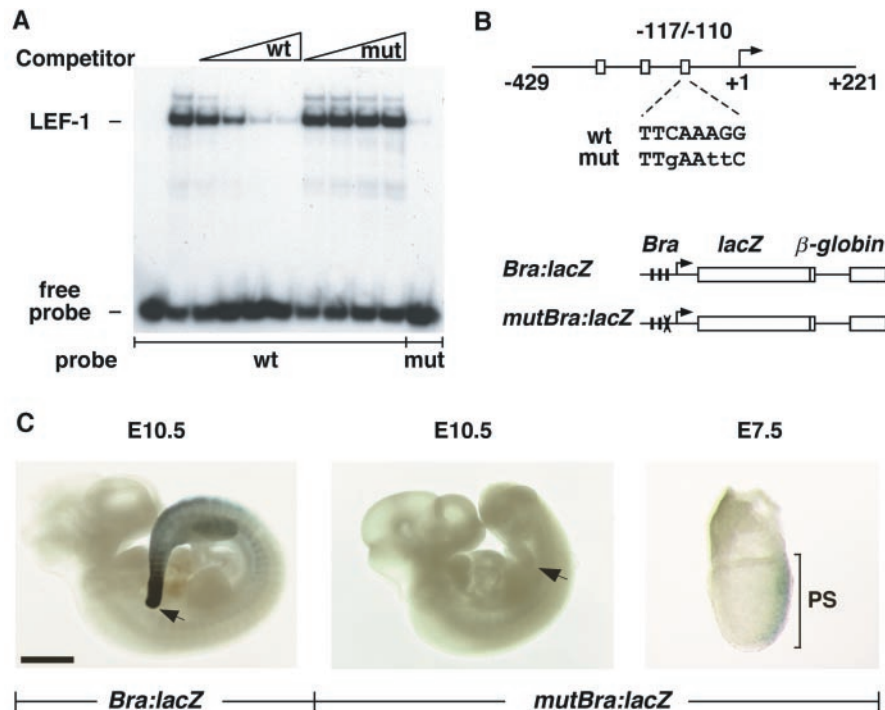 A
Competitor wt mut
LEF-1
free
probe
probe wt mut
B
-117/-110
-429 +1 +221
wt TTCAAAGG
mut TTgAAttC
Bra lacZ β-globin
Bra:lacZ
mutBra:lacZ
C
E10.5 E10.5 E7.5
PS
Bra:lacZ mutBra:lacZ